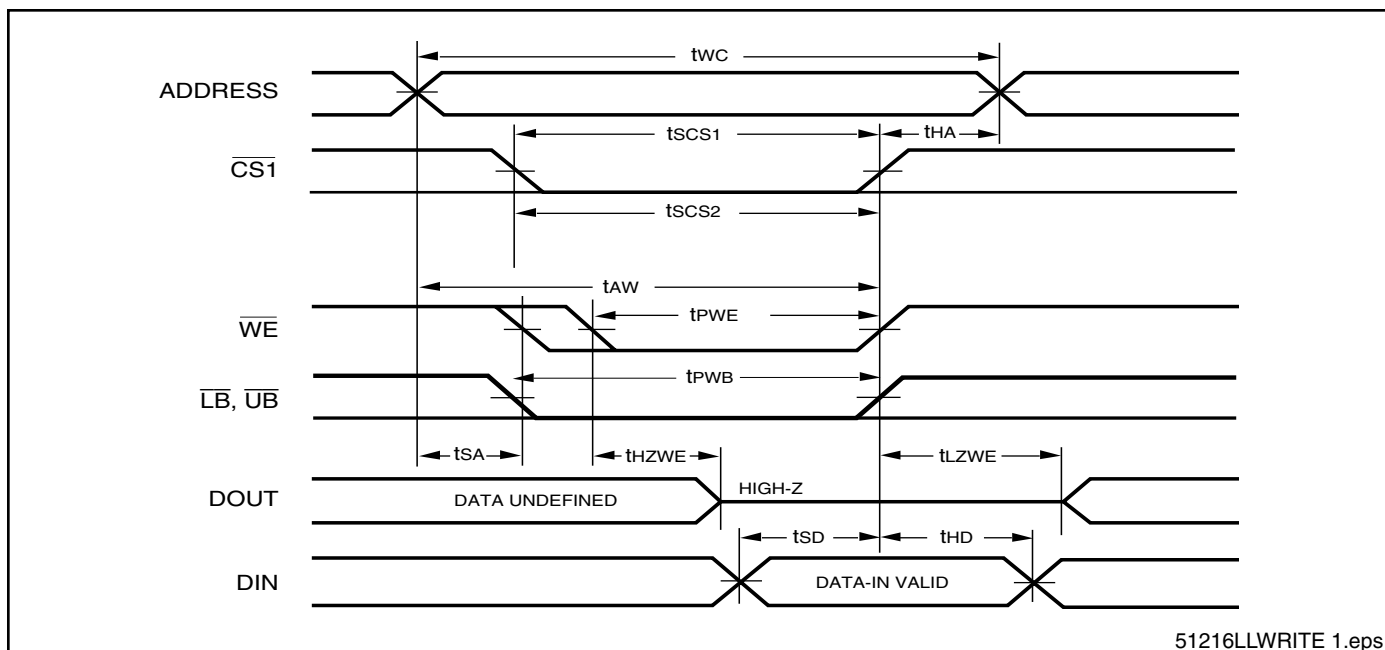 tWC
ADDRESS
tSCS1
tHA
CS1
tSCS2
tAW
WE
tPWE
LB, UB
tPWB
tSA
tHZWE
tLZWE
DOUT
DATA UNDEFINED
HIGH-Z
tSD
tHD
DIN
DATA-IN VALID
51216LLWRITE 1.eps